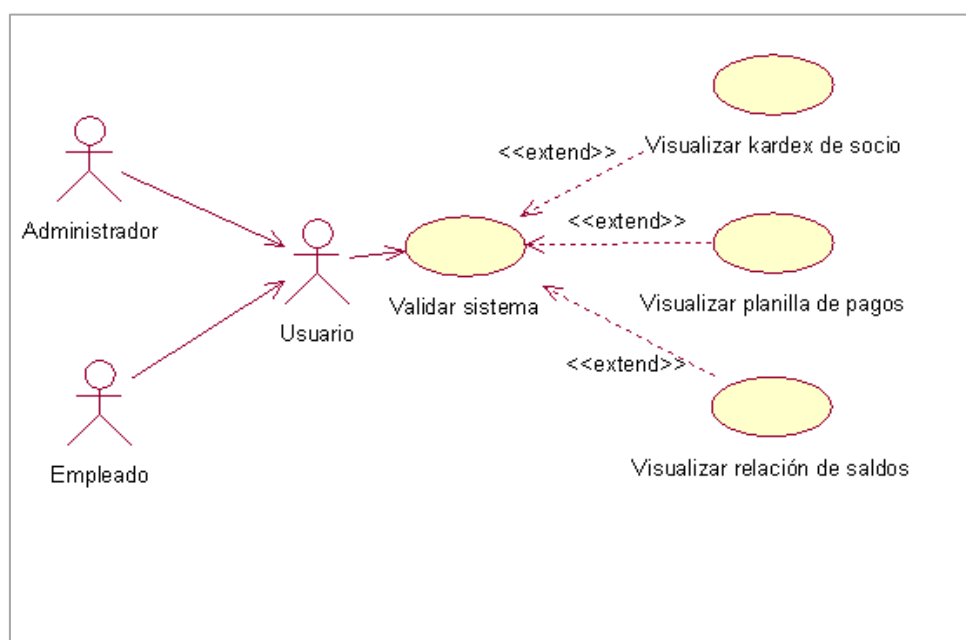 Administrador
Empleado
Usuario
Validar sistema
<<extend>>
Visualizar kardex de socio
<<extend>>
Visualizar planilla de pagos
<<extend>>
Visualizar relación de saldos